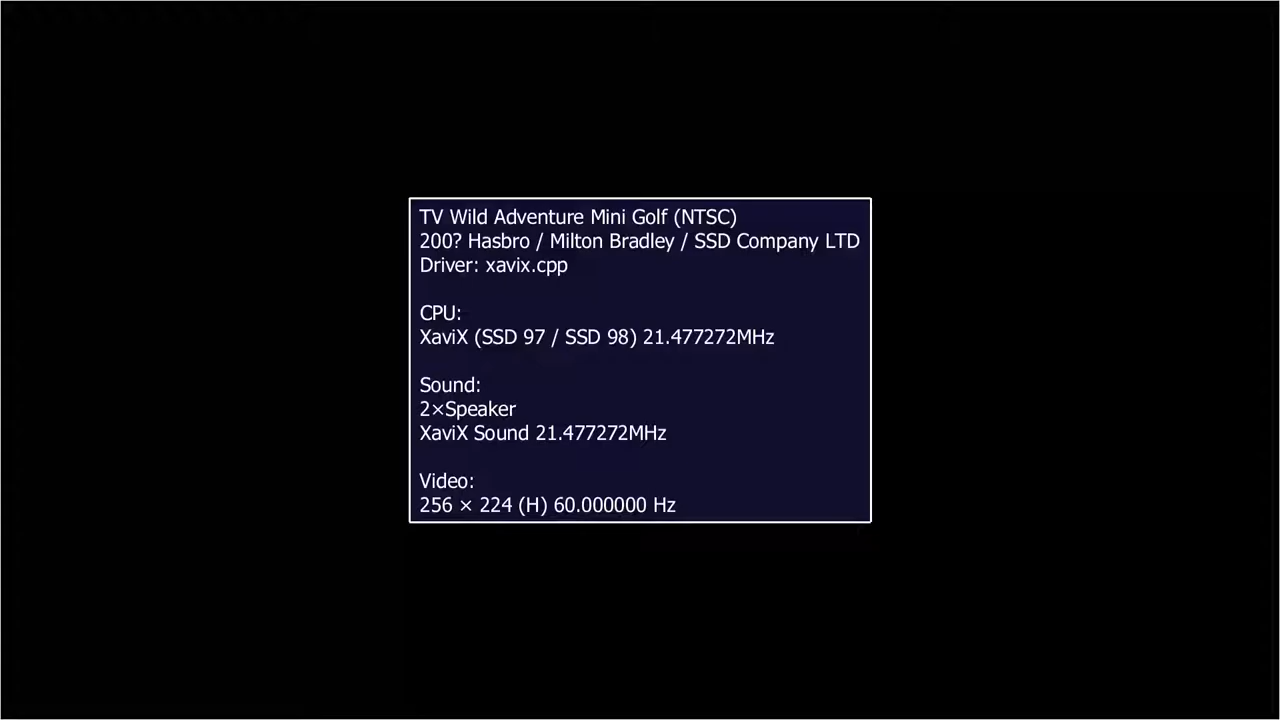 TV Wild Adventure Mini Golf (NTSC)
200? Hasbro / Milton Bradley / SSD Company LTD
Driver: xavix.cpp
CPU:
XaviX (SSD 97 / SSD 98) 21.477272MHz
Sound:
2×Speaker
XaviX Sound 21.477272MHz
Video:
256 × 224 (H) 60.000000 Hz